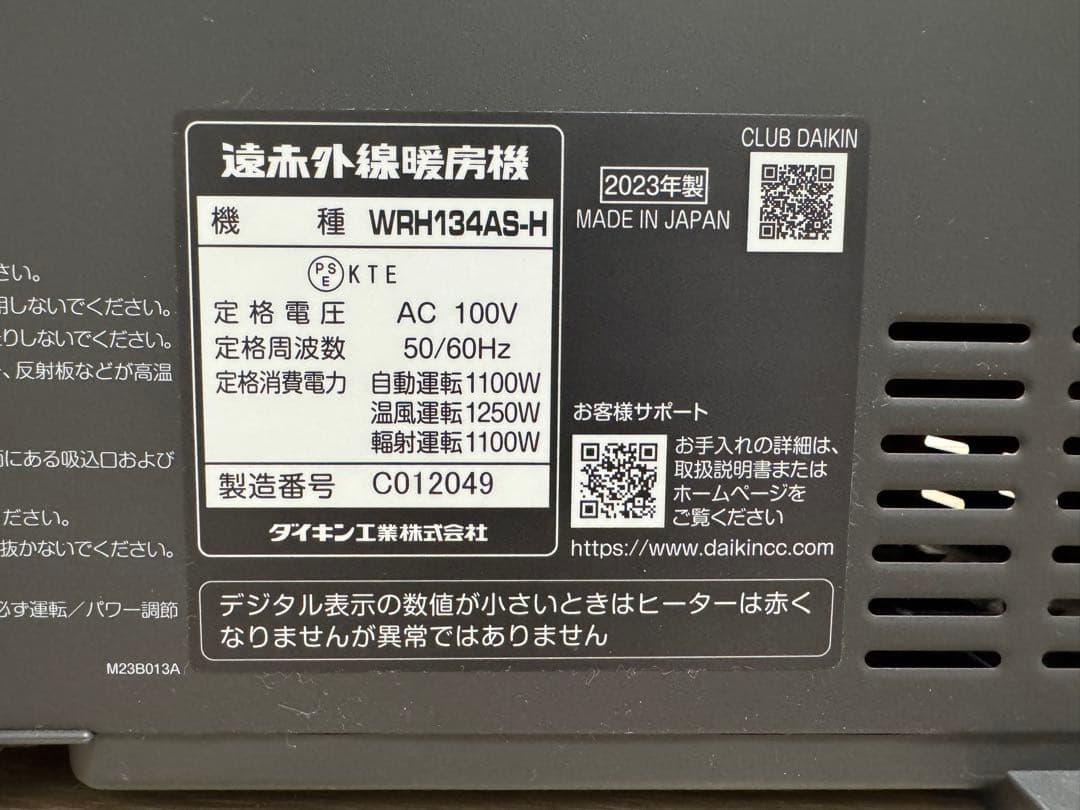 遠赤外線暖房機
機 種 WRH134AS-H
PSE KTE
定格電圧 AC 100V
定格周波数 50/60Hz
定格消費電力 自動運転1100W
温風運転1250W
輻射運転1100W
製造番号 C012049
ダイキン工業株式会社
2023年製
MADE IN JAPAN
CLUB DAIKIN
お客様サポート
お手入れの詳細は、
取扱説明書または
ホームページを
ご覧ください
https://www.daikincc.com
デジタル表示の数値が小さいときはヒーターは赤く
なりませんが異常ではありません
さい。
用しないでください。
りしないでください。
、反射板などが高温
にある吸込口および
ださい。
抜かないでください。
必ず運転／パワー調節
M23B013A